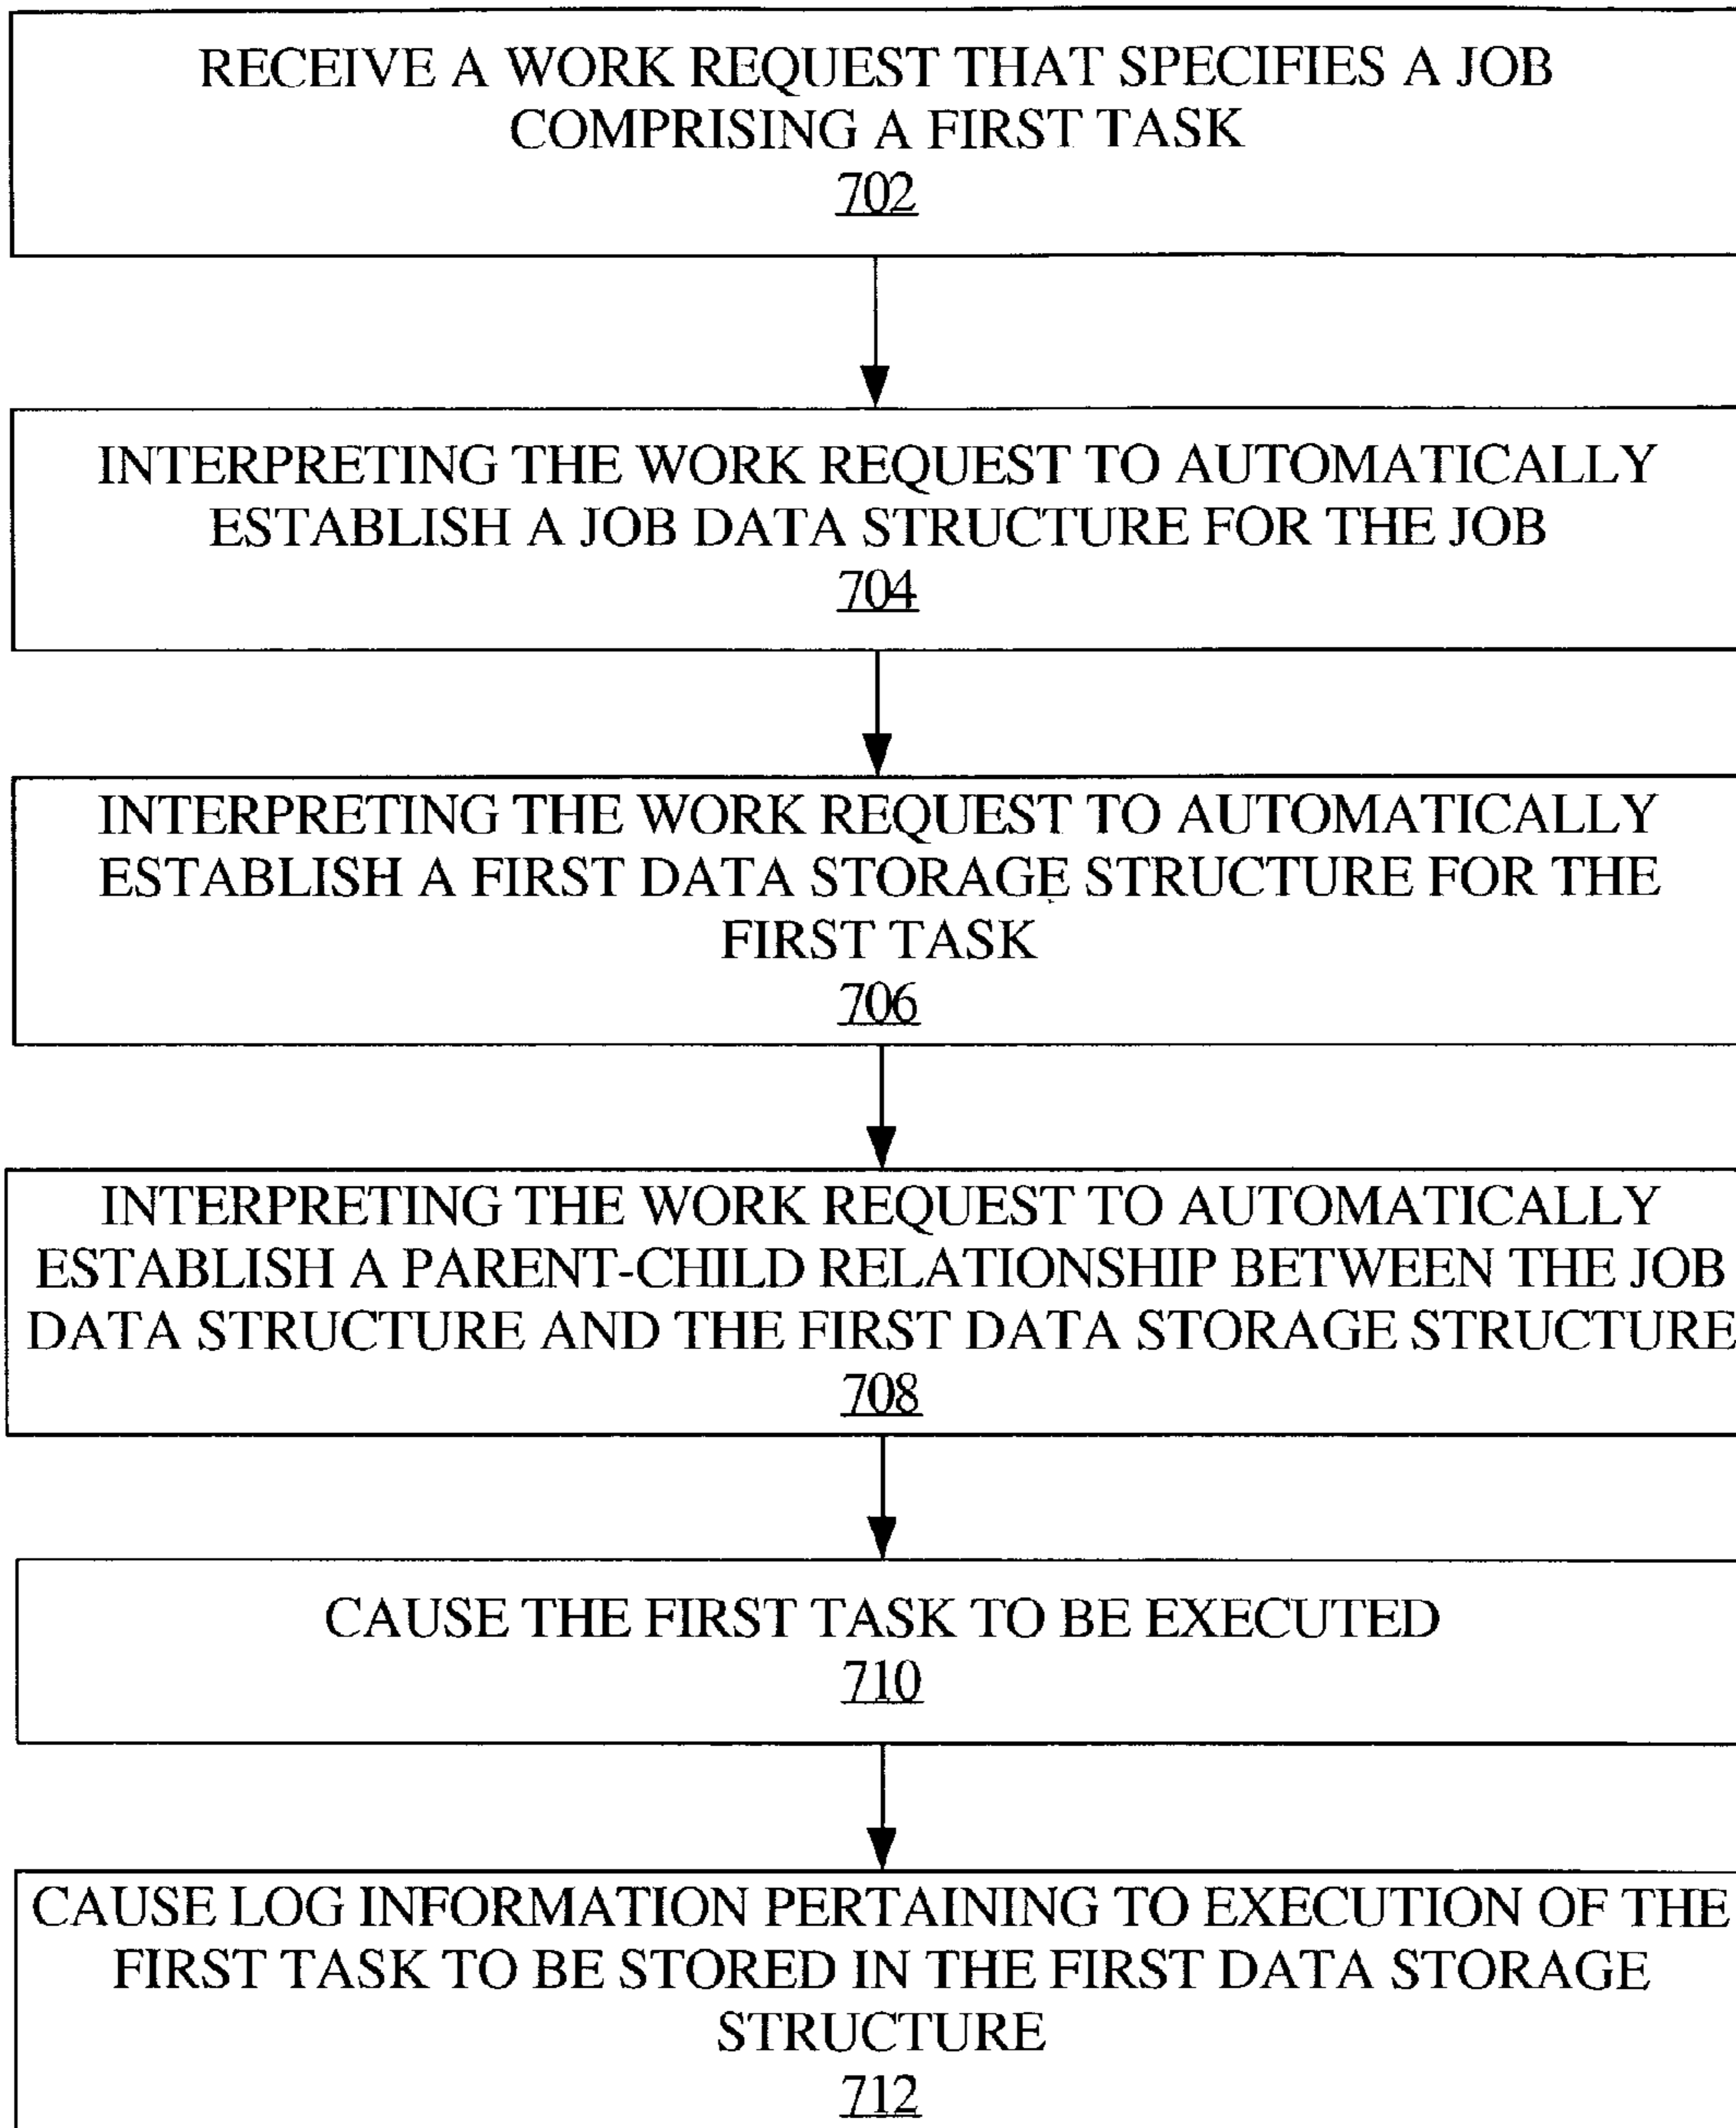 RECEIVE A WORK REQUEST THAT SPECIFIES A JOB
COMPRISING A FIRST TASK
702
INTERPRETING THE WORK REQUEST TO AUTOMATICALLY
ESTABLISH A JOB DATA STRUCTURE FOR THE JOB
704
INTERPRETING THE WORK REQUEST TO AUTOMATICALLY
ESTABLISH A FIRST DATA STORAGE STRUCTURE FOR THE
FIRST TASK
706
INTERPRETING THE WORK REQUEST TO AUTOMATICALLY
ESTABLISH A PARENT-CHILD RELATIONSHIP BETWEEN THE JOB
DATA STRUCTURE AND THE FIRST DATA STORAGE STRUCTURE
708
CAUSE THE FIRST TASK TO BE EXECUTED
710
CAUSE LOG INFORMATION PERTAINING TO EXECUTION OF THE
FIRST TASK TO BE STORED IN THE FIRST DATA STORAGE
STRUCTURE
712